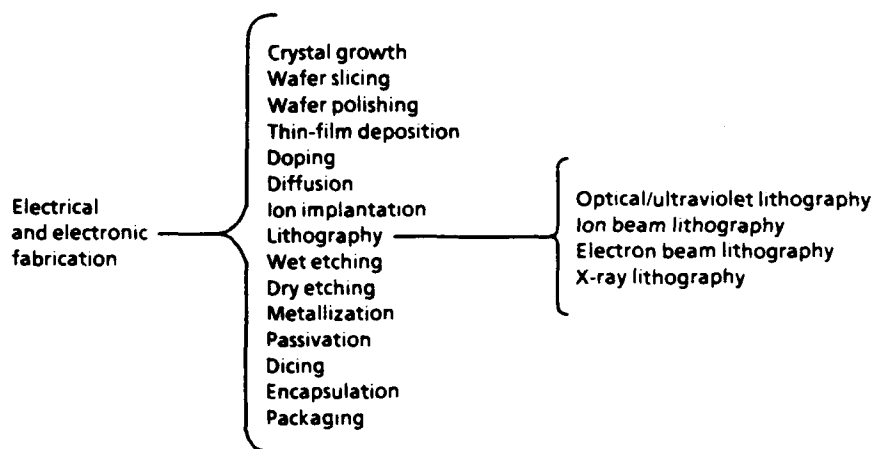 Electrical
and electronic
fabrication
Crystal growth
Wafer slicing
Wafer polishing
Thin-film deposition
Doping
Diffusion
Ion implantation
Lithography
Wet etching
Dry etching
Metallization
Passivation
Dicing
Encapsulation
Packaging
Optical/ultraviolet lithography
Ion beam lithography
Electron beam lithography
X-ray lithography